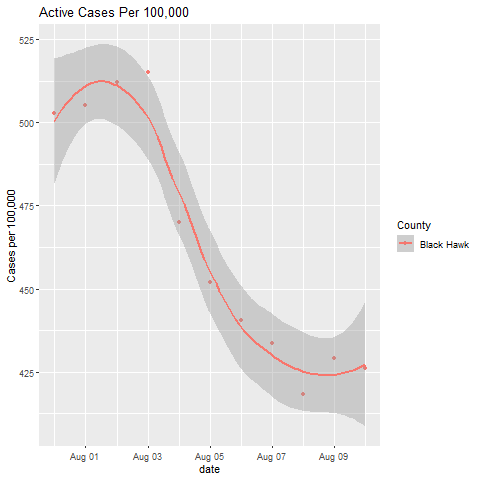 Active Cases Per 100,000
Cases per 100,000
525
500
475
450
425
Aug 01
Aug 03
Aug 05
Aug 07
Aug 09
date
County
Black Hawk